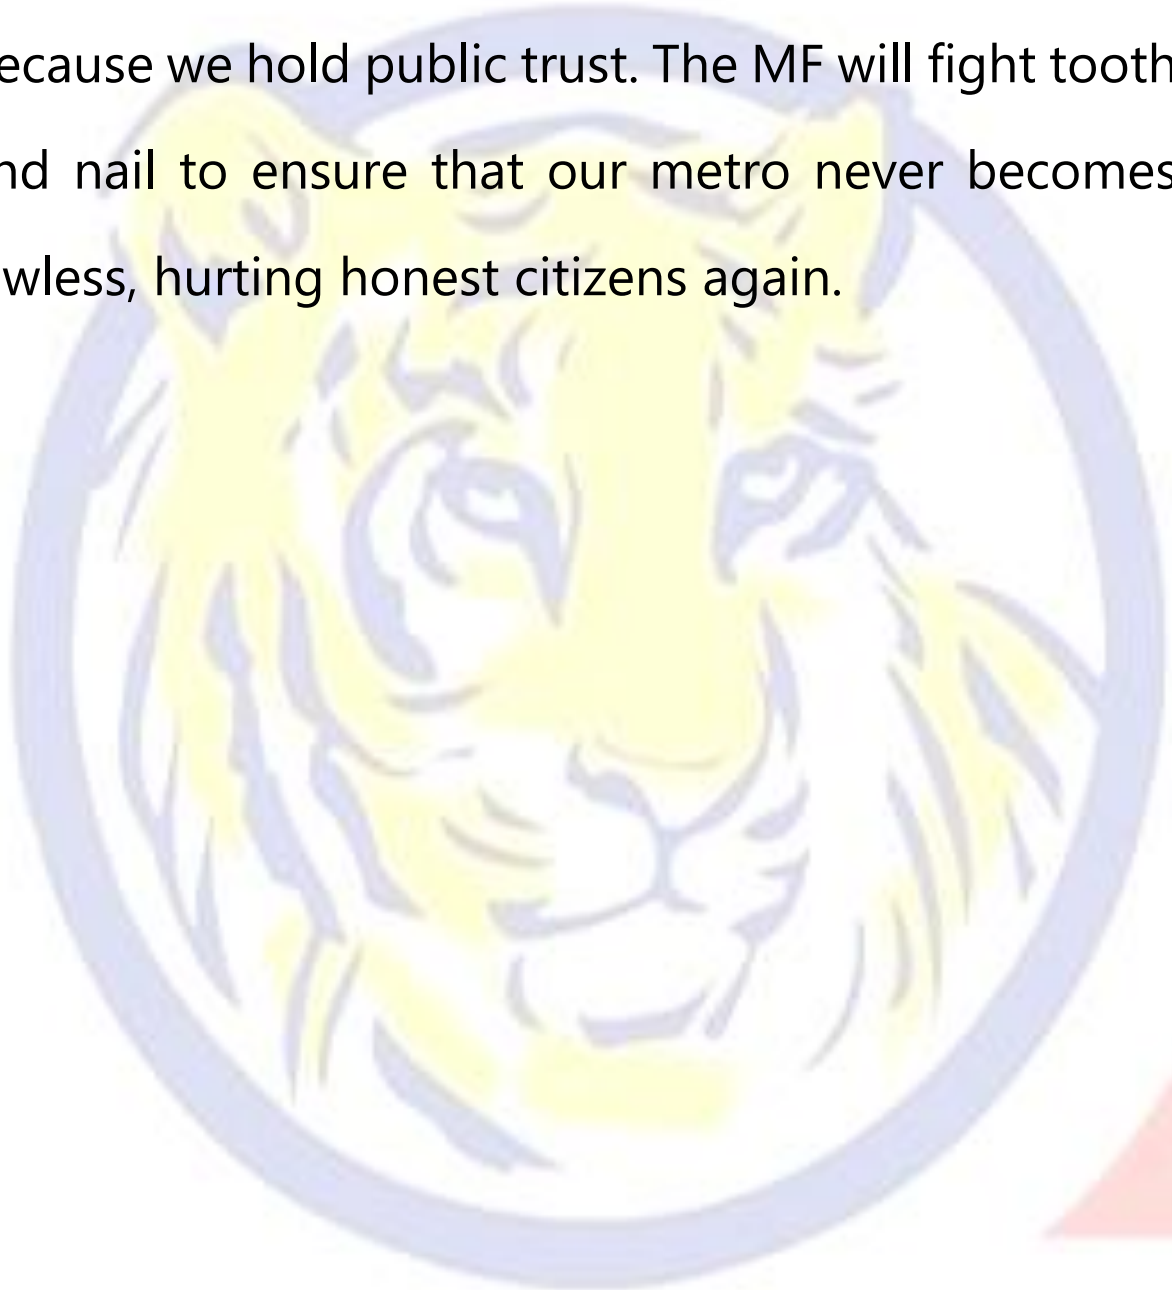 ecause we hold public trust. The MF will fight tooth
nd nail to ensure that our metro never becomes
wless, hurting honest citizens again.